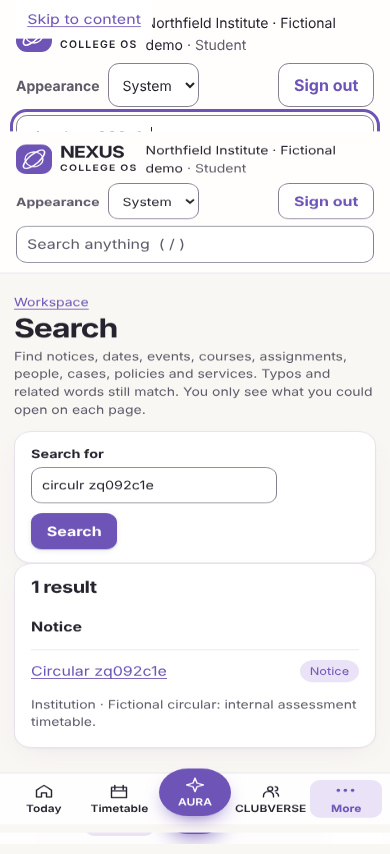 Skip to content
Northfield Institute · Fictional
COLLEGE OS demo · Student
Appearance System Sign out
NEXUS Northfield Institute · Fictional
COLLEGE OS demo · Student
Appearance System Sign out
Search anything ( / )
Workspace
Search
Find notices, dates, events, courses, assignments,
people, cases, policies and services. Typos and
related words still match. You only see what you could
open on each page.
Search for
circulr zq092c1e
Search
1 result
Notice
Circular zq092c1e Notice
Institution · Fictional circular: internal assessment
timetable.
Today Timetable AURA CLUBVERSE More